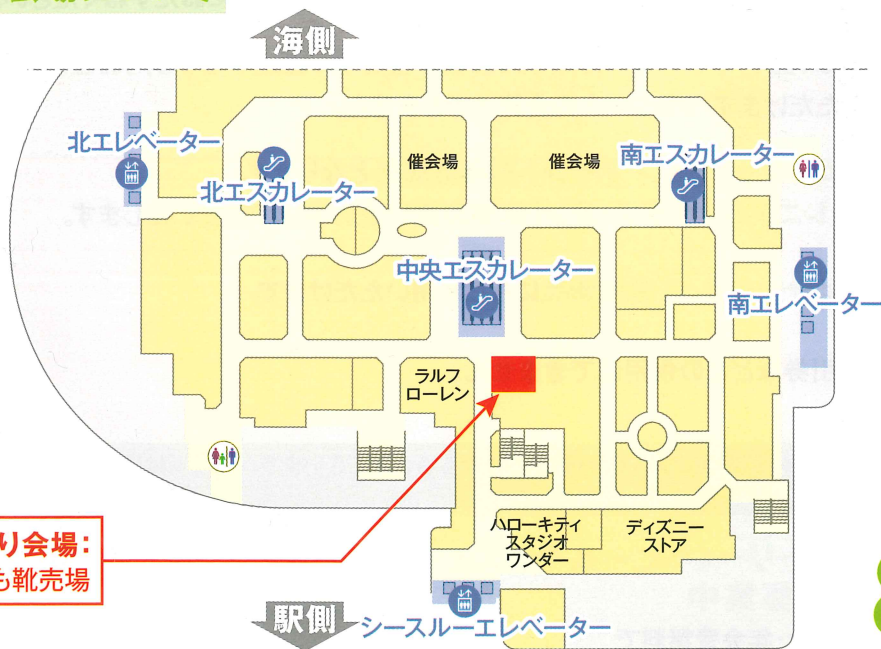 海側
北エレベーター
北エスカレーター
催会場
催会場
南エスカレーター
中央エスカレーター
南エレベーター
ラルフ
ローレン
り会場：
も靴売場
ハローキティ
スタジオ
ワンダー
ディズニー
ストア
駅側
シースルーエレベーター